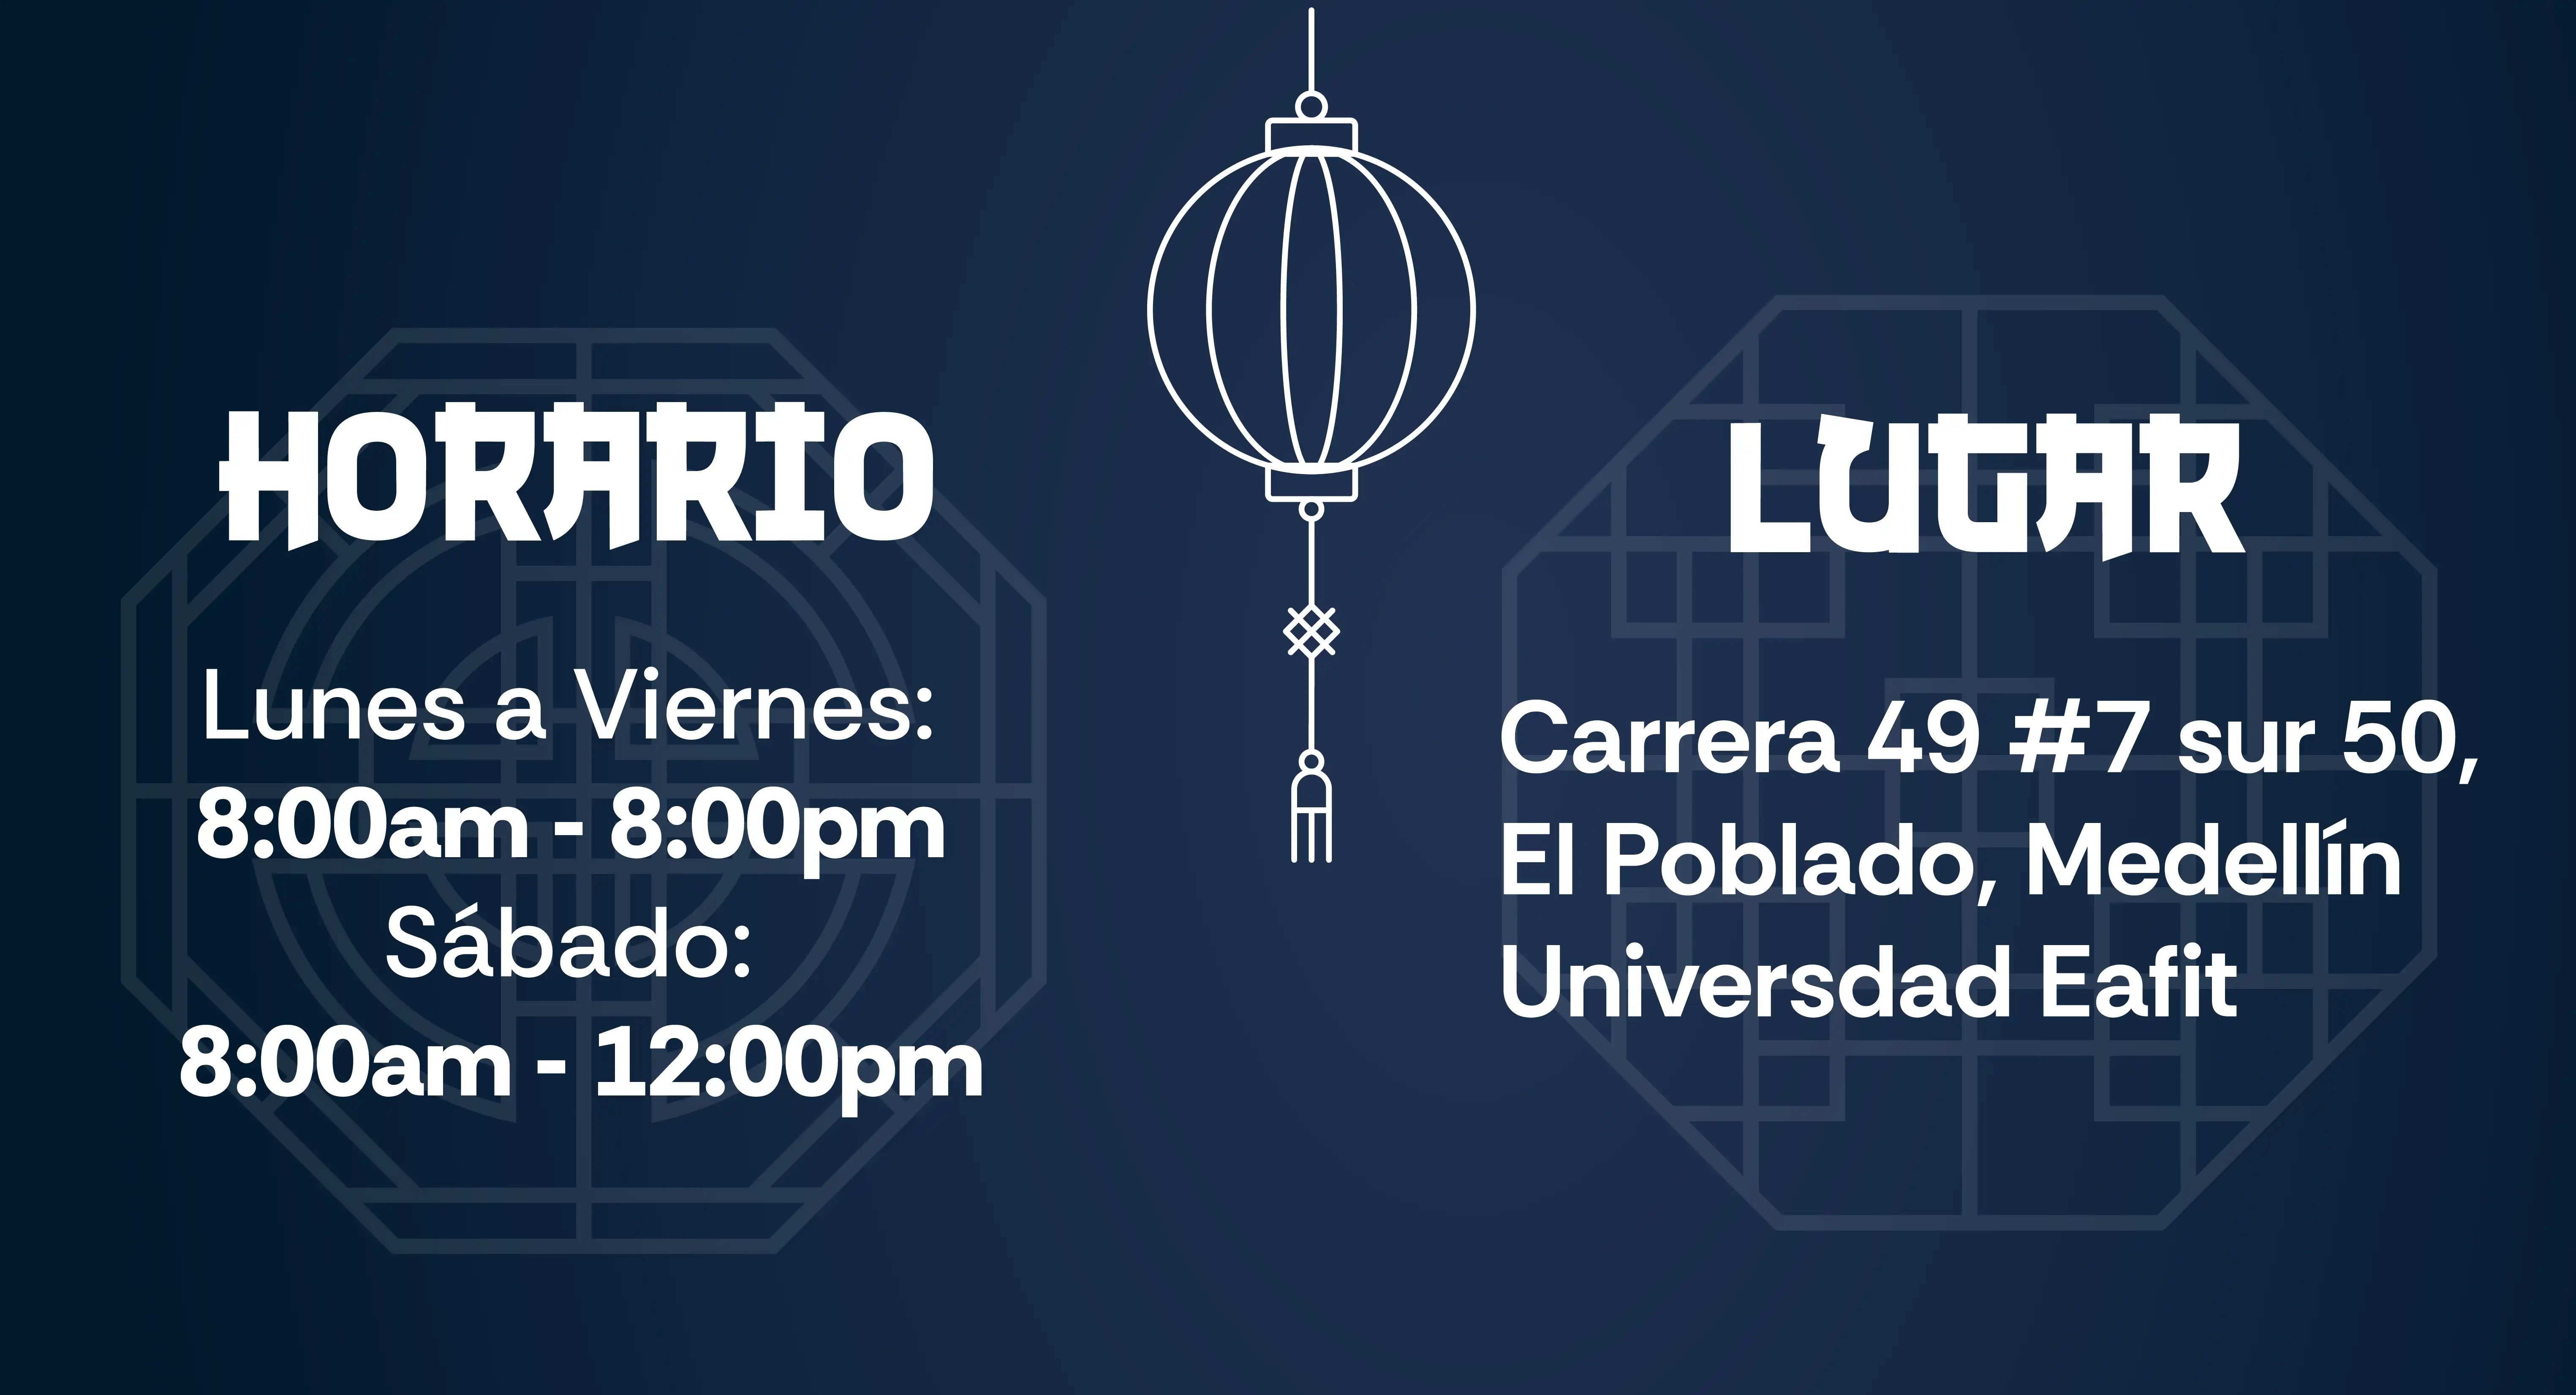 HORARIO
Lunes a Viernes:
8:00am - 8:00pm
Sábado:
8:00am - 12:00pm
LUGAR
Carrera 49 #7 sur 50,
El Poblado, Medellín
Universdad Eafit